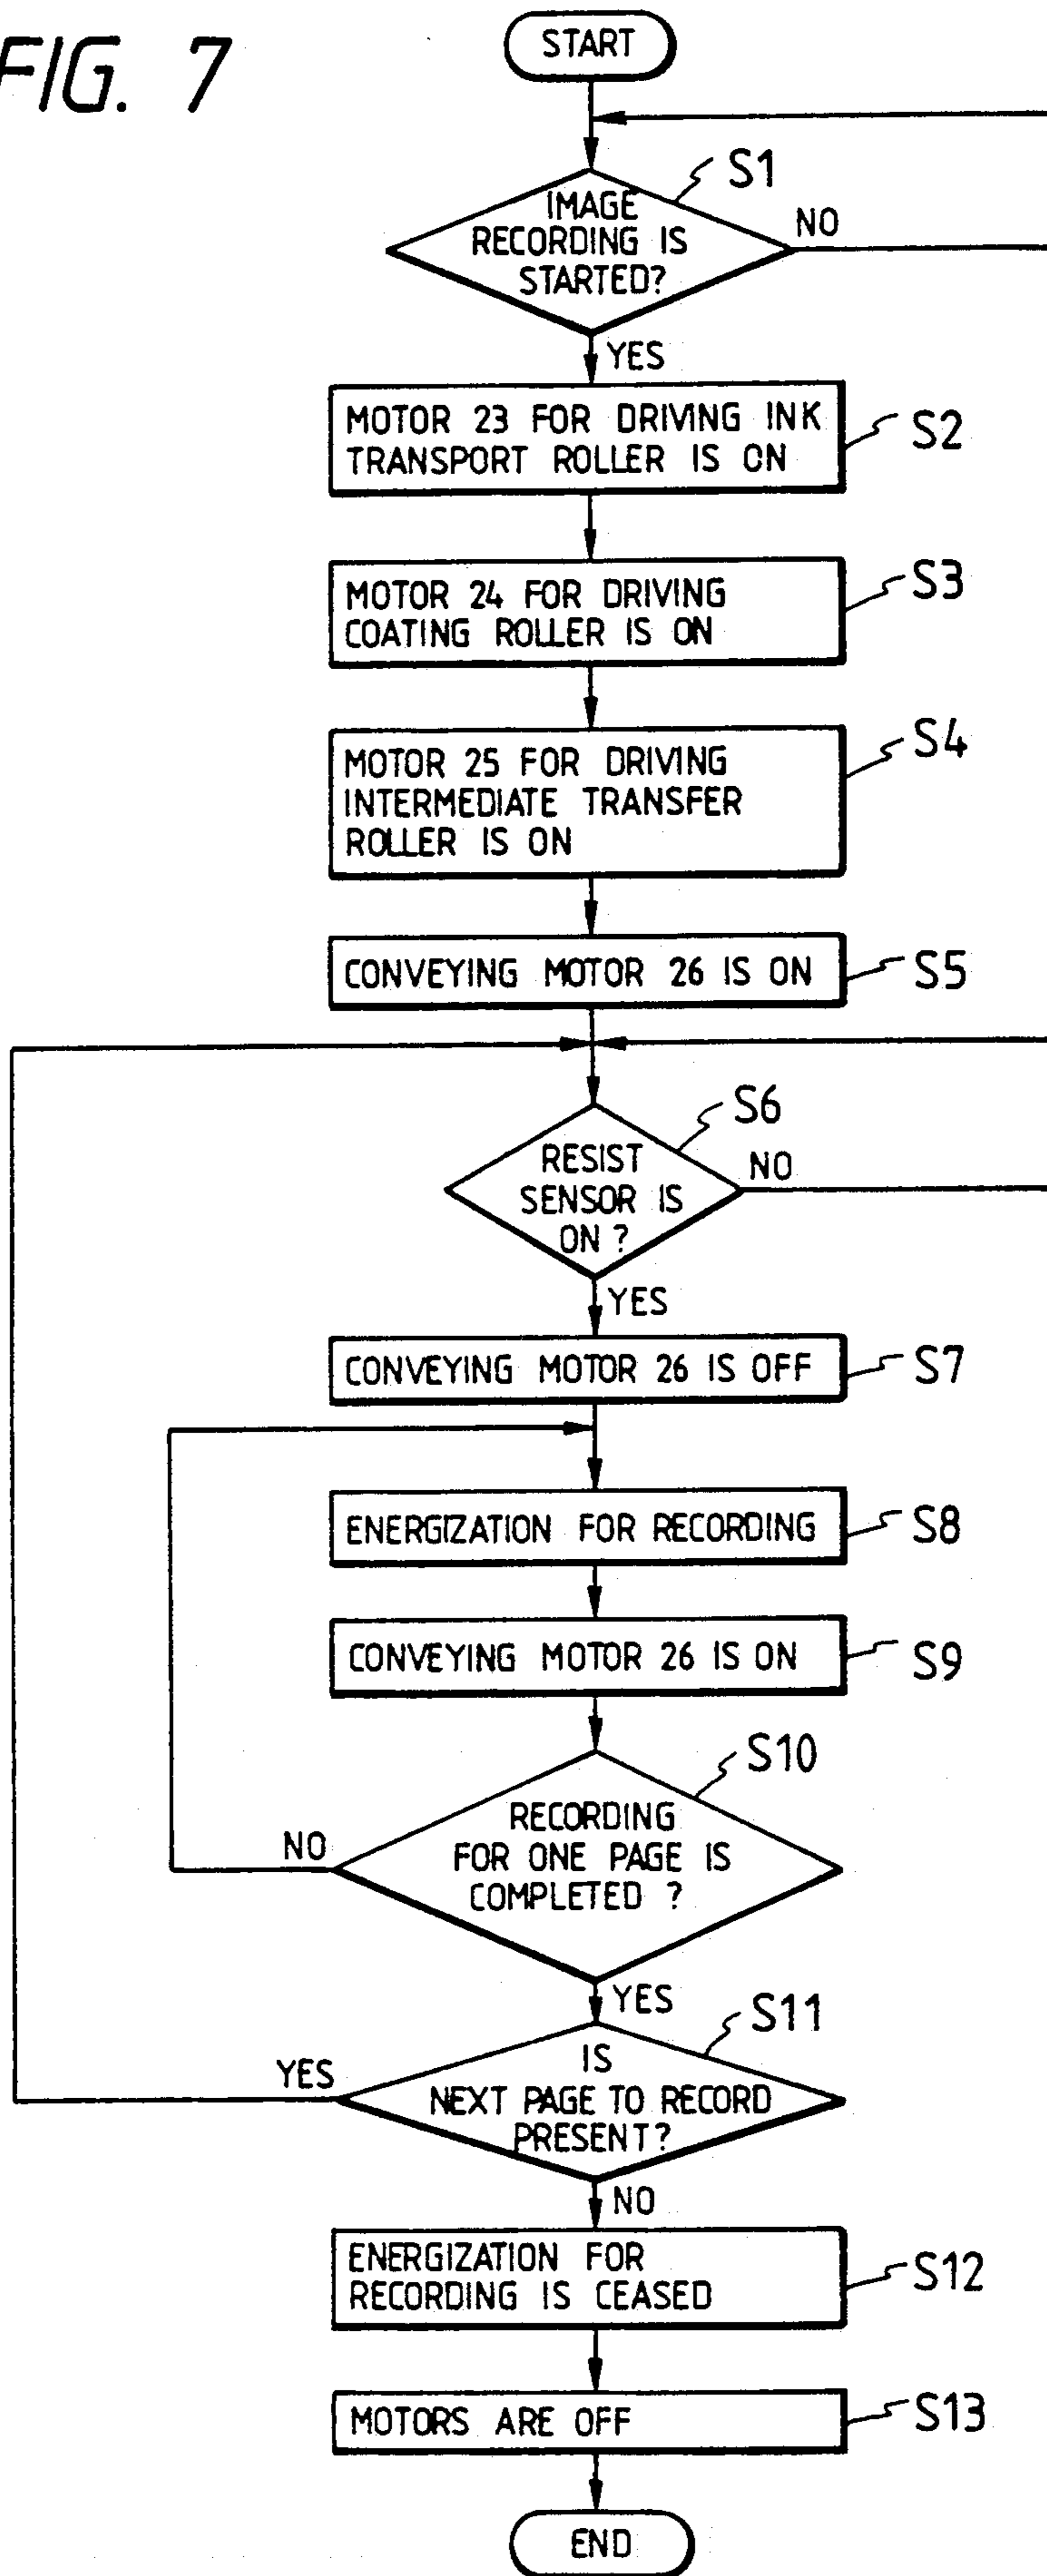 FIG. 7
START
S1
IMAGE
RECORDING IS
STARTED?
NO
YES
MOTOR 23 FOR DRIVING INK
TRANSPORT ROLLER IS ON
S2
MOTOR 24 FOR DRIVING
COATING ROLLER IS ON
S3
MOTOR 25 FOR DRIVING
INTERMEDIATE TRANSFER
ROLLER IS ON
S4
CONVEYING MOTOR 26 IS ON
S5
S6
RESIST
SENSOR IS
ON ?
NO
YES
CONVEYING MOTOR 26 IS OFF
S7
ENERGIZATION FOR RECORDING
S8
CONVEYING MOTOR 26 IS ON
S9
S10
RECORDING
FOR ONE PAGE IS
COMPLETED ?
NO
YES
S11
IS
NEXT PAGE TO RECORD
PRESENT?
YES
NO
ENERGIZATION FOR
RECORDING IS CEASED
S12
MOTORS ARE OFF
S13
END